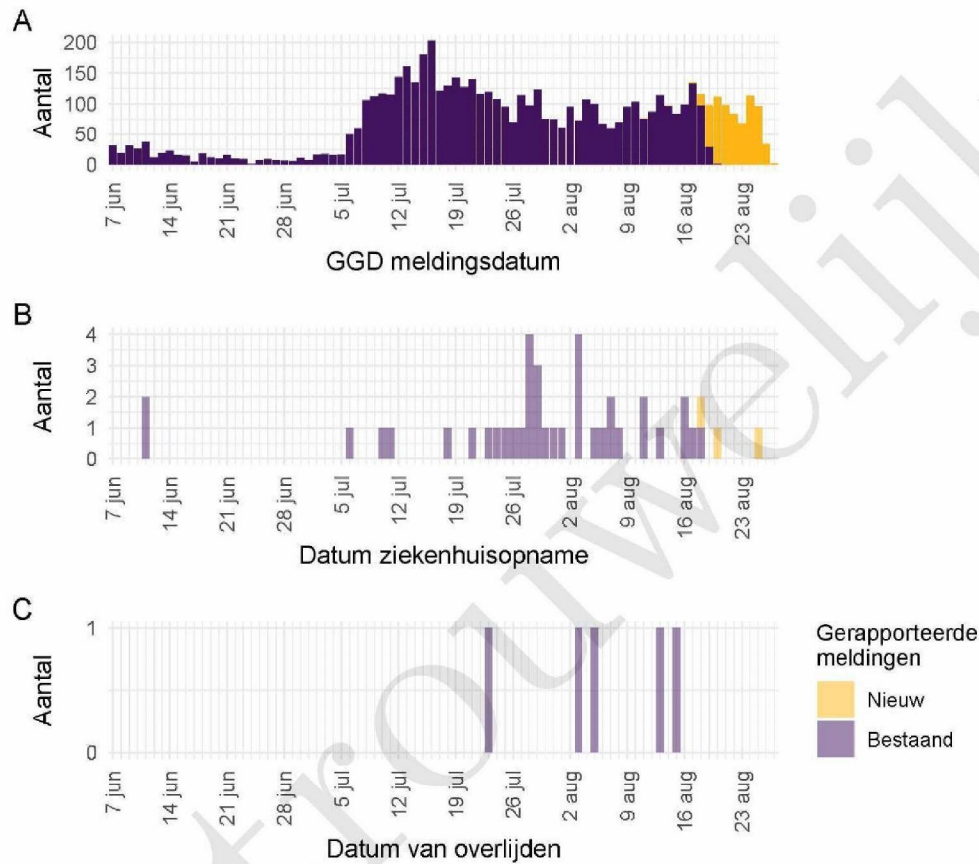 A
Aantal
200
150
100
50
0
7 jun
14 jun
21 jun
28 jun
5 jul
12 jul
19 jul
26 jul
2 aug
9 aug
16 aug
23 aug
GGD meldingsdatum
B
Aantal
4
3
2
1
0
7 jun
14 jun
21 jun
28 jun
5 jul
12 jul
19 jul
26 jul
2 aug
9 aug
16 aug
23 aug
Datum ziekenhuisopname
C
Aantal
1
0
7 jun
14 jun
21 jun
28 jun
5 jul
12 jul
19 jul
26 jul
2 aug
9 aug
16 aug
23 aug
Datum van overlijden
Gerapporteerde
meldingen
Nieuw
Bestaand
trouwelijk